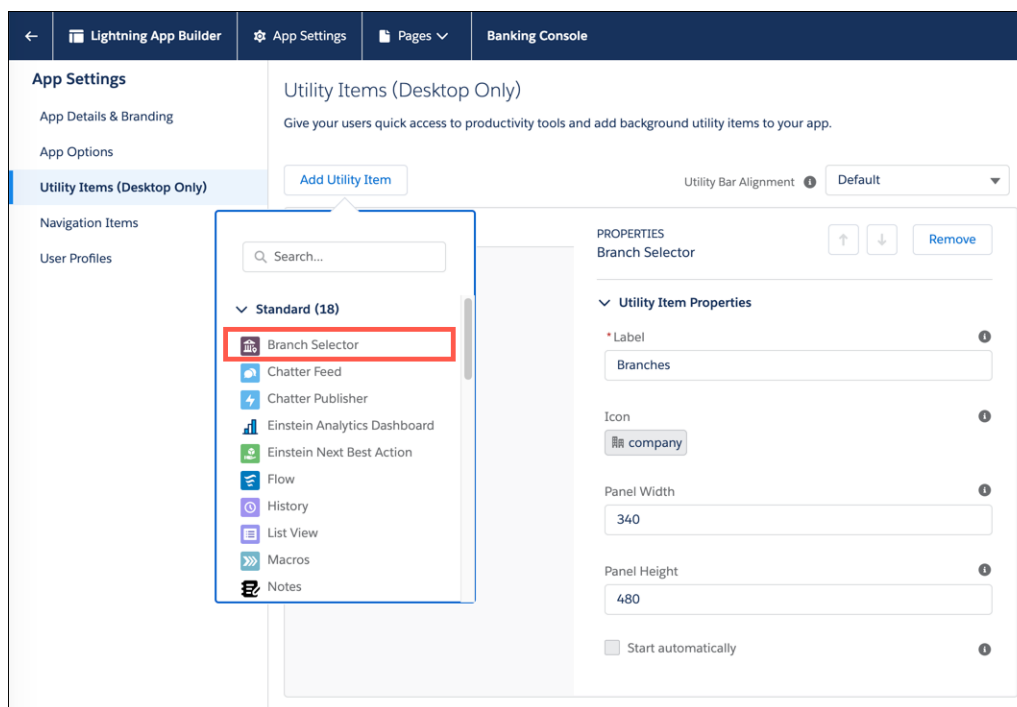 Lightning App Builder
App Settings
Pages
Banking Console
App Settings
App Details & Branding
App Options
Utility Items (Desktop Only)
Navigation Items
User Profiles
Utility Items (Desktop Only)
Give your users quick access to productivity tools and add background utility items to your app.
Add Utility Item
Utility Bar Alignment
Default
Search...
Standard (18)
Branch Selector
Chatter Feed
Chatter Publisher
Einstein Analytics Dashboard
Einstein Next Best Action
Flow
History
List View
Macros
Notes
PROPERTIES
Branch Selector
Remove
Utility Item Properties
*Label
Branches
Icon
company
Panel Width
340
Panel Height
480
Start automatically